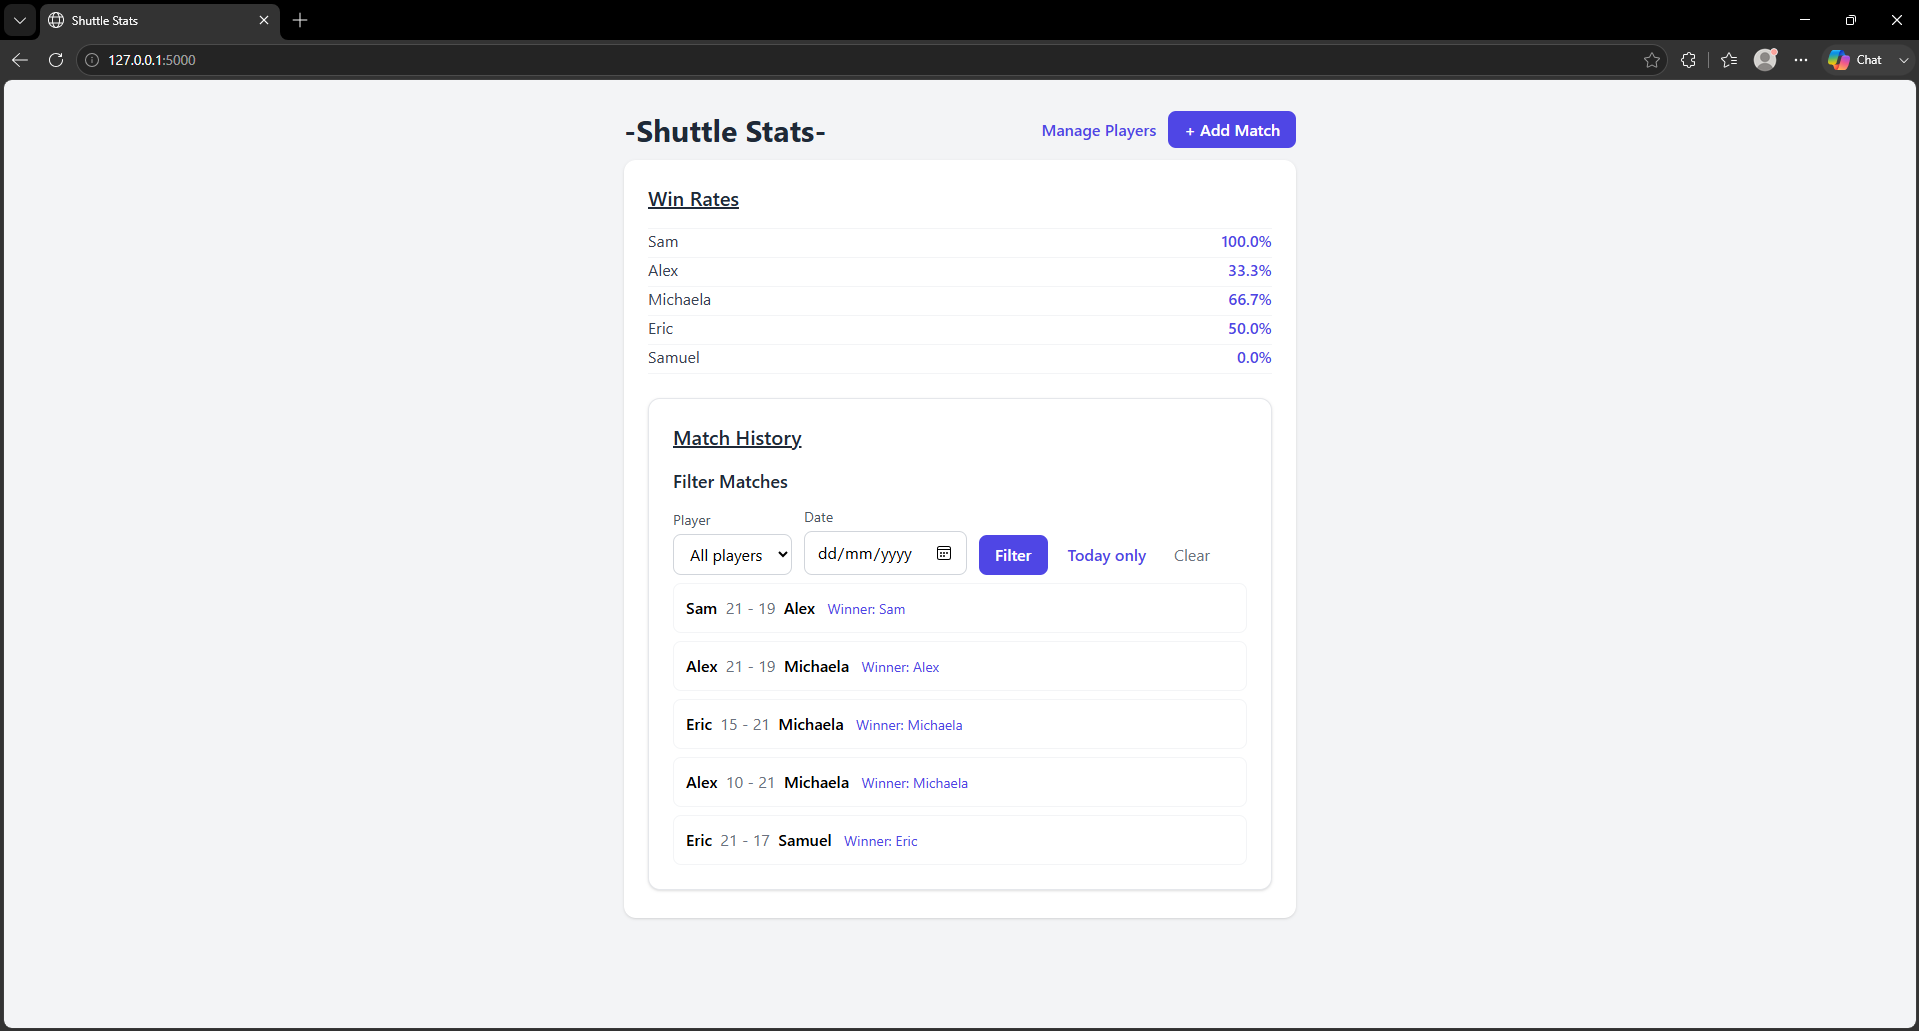 Shuttle Stats
127.0.0.1:5000
Chat
-Shuttle Stats-
Manage Players
+ Add Match
Win Rates
Sam 100.0%
Alex 33.3%
Michaela 66.7%
Eric 50.0%
Samuel 0.0%
Match History
Filter Matches
Player Date
All players dd/mm/yyyy Filter Today only Clear
Sam 21 - 19 Alex Winner: Sam
Alex 21 - 19 Michaela Winner: Alex
Eric 15 - 21 Michaela Winner: Michaela
Alex 10 - 21 Michaela Winner: Michaela
Eric 21 - 17 Samuel Winner: Eric